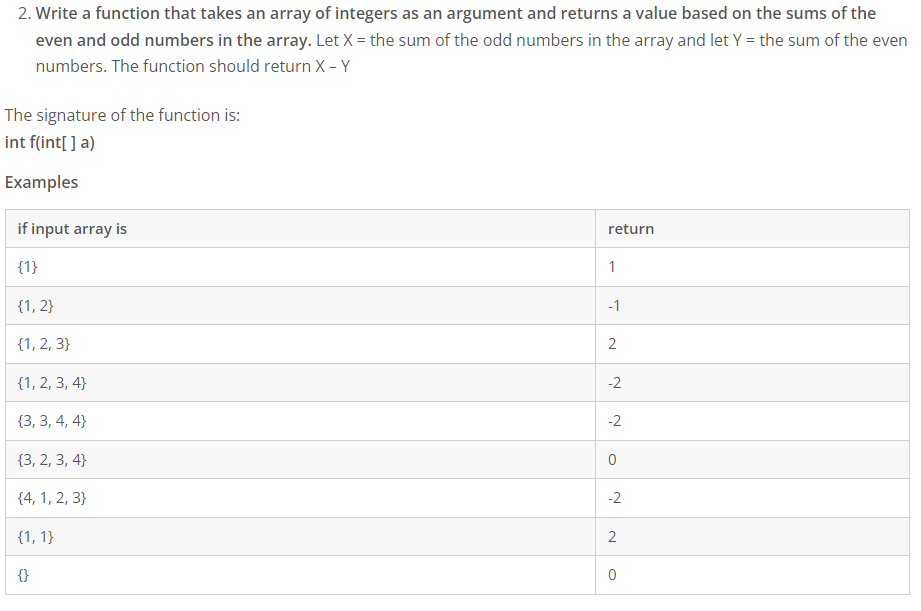 2. Write a function that takes an array of integers as an argument and returns a value based on the sums of the
even and odd numbers in the array. Let X = the sum of the odd numbers in the array and let Y = the sum of the even
numbers. The function should return X – Y
The signature of the function is:
int f(int[ ] a)
Examples
if input array is return
{1} 1
{1, 2} -1
{1, 2, 3} 2
{1, 2, 3, 4} -2
{3, 3, 4, 4} -2
{3, 2, 3, 4} 0
{4, 1, 2, 3} -2
{1, 1} 2
{} 0